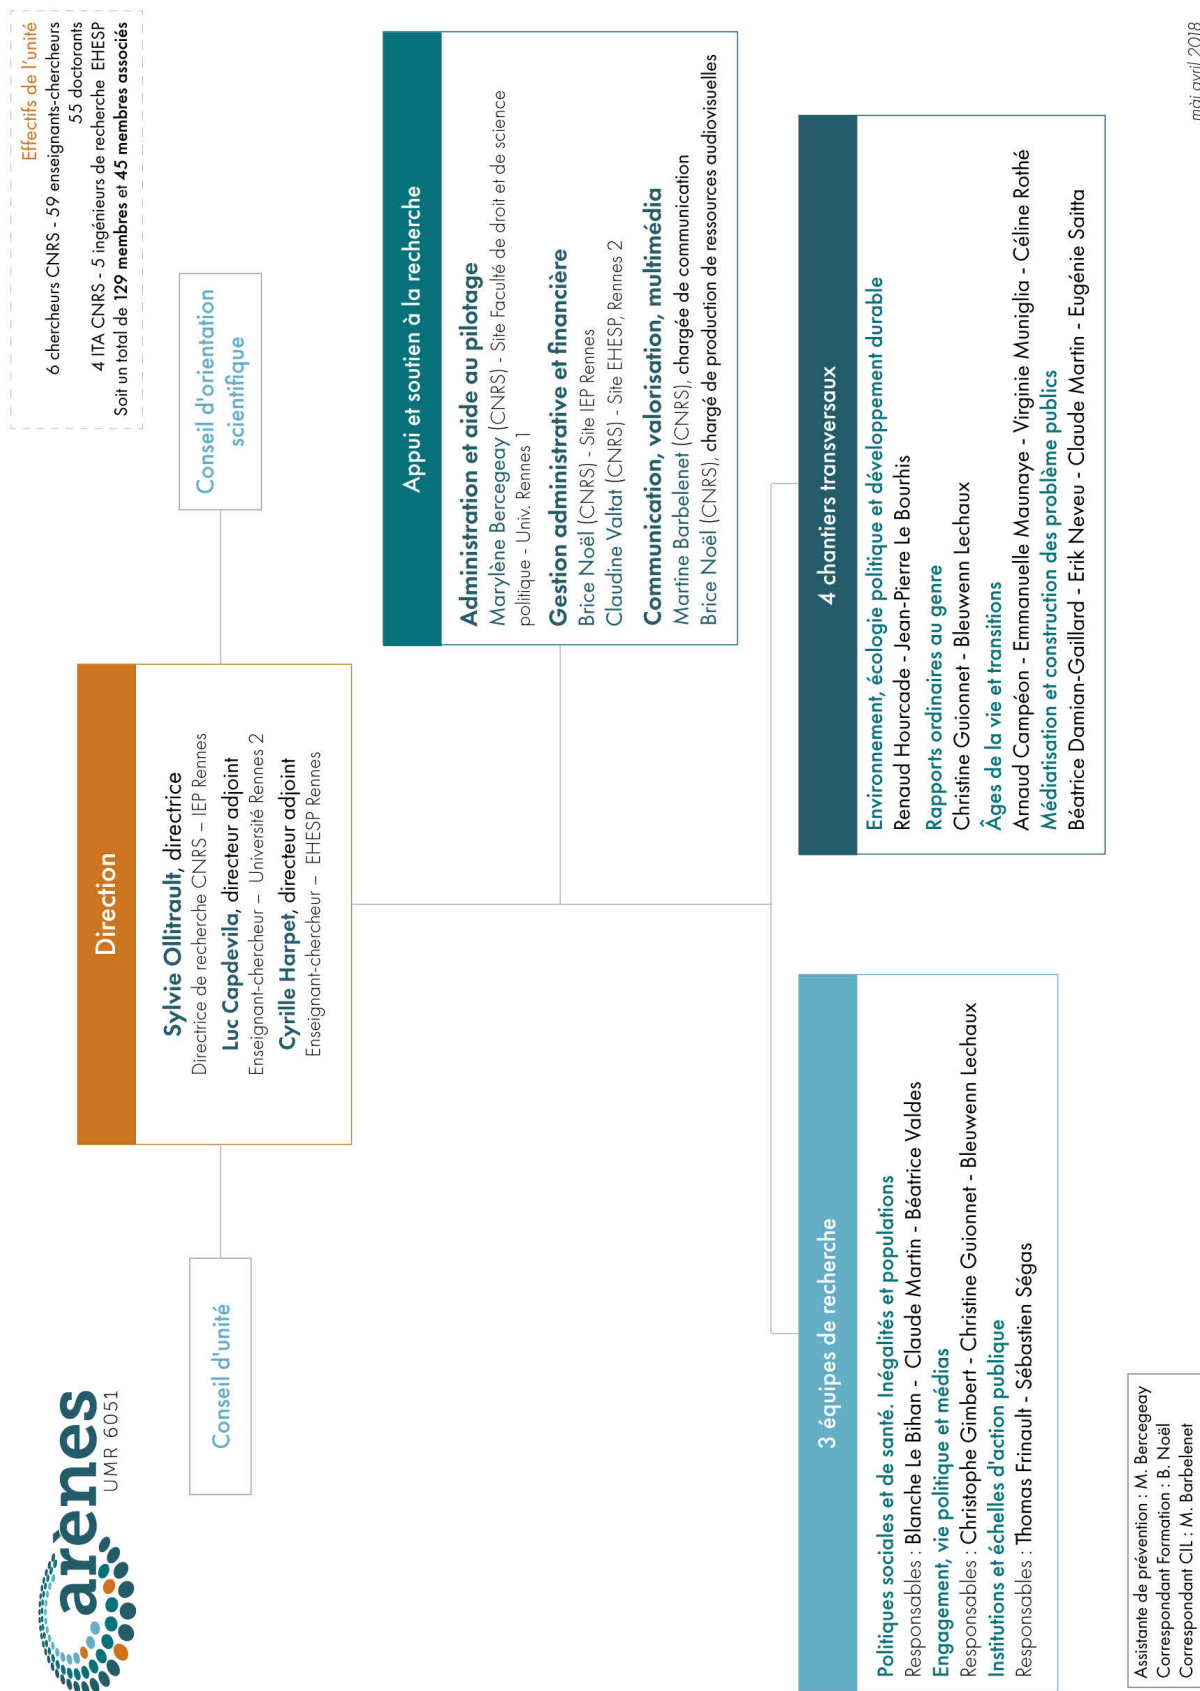 arènes
UMR 6051
Effectifs de l'unité
6 chercheurs CNRS - 59 enseignants-chercheurs
55 doctorants
4 ITA CNRS - 5 ingénieurs de recherche EHESP
Soit un total de 129 membres et 45 membres associés
Direction
Sylvie Ollitrault, directrice
Directrice de recherche CNRS – IEP Rennes
Luc Capdevila, directeur adjoint
Enseignant-chercheur – Université Rennes 2
Cyrille Harpet, directeur adjoint
Enseignant-chercheur – EHESP Rennes
Conseil d'unité
Conseil d'orientation
scientifique
Appui et soutien à la recherche
Administration et aide au pilotage
Marylène Bercegeay (CNRS) - Site Faculté de droit et de science
politique - Univ. Rennes 1
Gestion administrative et financière
Brice Noël (CNRS) - Site IEP Rennes
Claudine Valtat (CNRS) - Site EHESP, Rennes 2
Communication, valorisation, multimédia
Martine Barbelenet (CNRS), chargée de communication
Brice Noël (CNRS), chargé de production de ressources audiovisuelles
3 équipes de recherche
Politiques sociales et de santé. Inégalités et populations
Responsables : Blanche Le Bihan - Claude Martin - Béatrice Valdes
Engagement, vie politique et médias
Responsables : Christophe Gimbert - Christine Guionnet - Bleuwenn Lechaux
Institutions et échelles d'action publique
Responsables : Thomas Frinault - Sébastien Ségas
4 chantiers transversaux
Environnement, écologie politique et développement durable
Renaud Hourcade - Jean-Pierre Le Bourhis
Rapports ordinaires au genre
Christine Guionnet - Bleuwenn Lechaux
Âges de la vie et transitions
Arnaud Campéon - Emmanuelle Maunaye - Virginie Muniglia - Céline Rothé
Médiatisation et construction des problème publics
Béatrice Damian-Gaillard - Erik Neveu - Claude Martin - Eugénie Saitta
Assistante de prévention : M. Bercegeay
Correspondant Formation : B. Noël
Correspondant CIL : M. Barbelenet
màj avril 2018